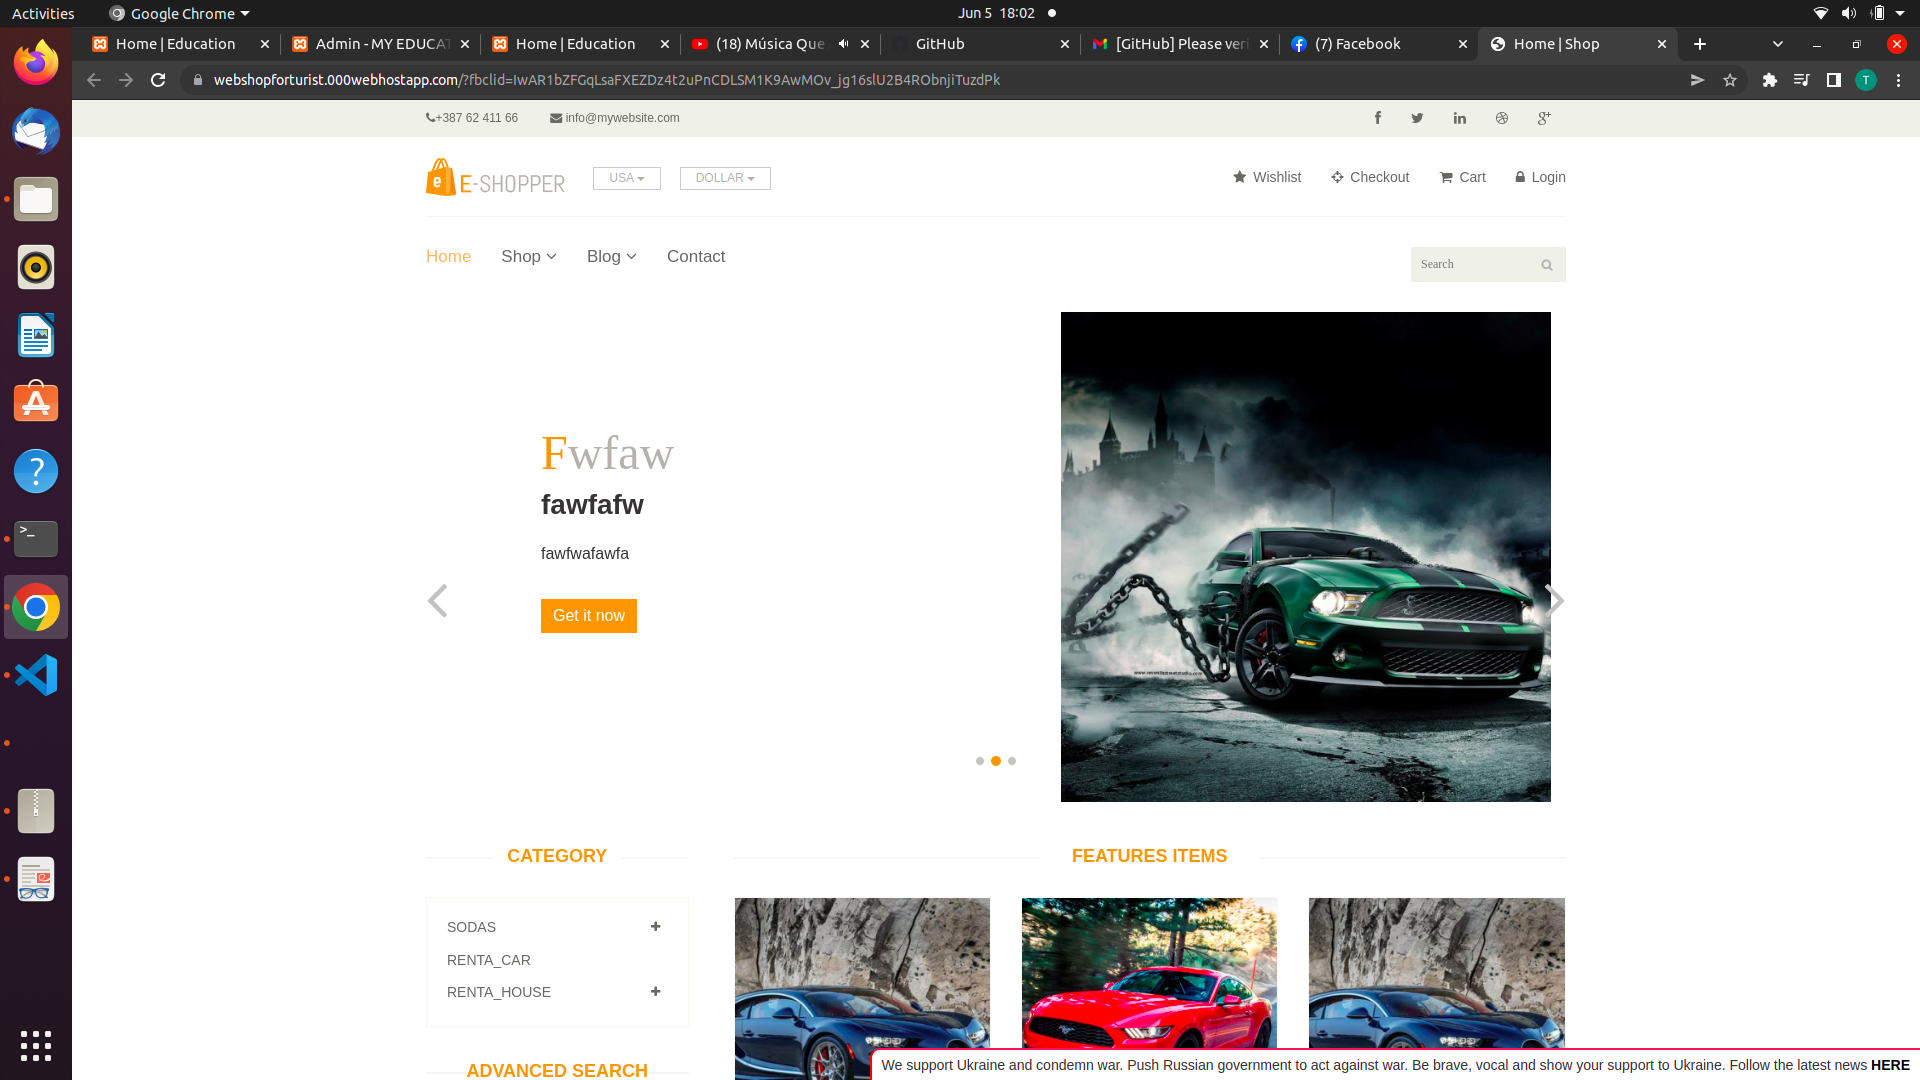 Activities
Google Chrome
Jun 5 18:02
Home | Education
Admin - MY EDUCAT
Home | Education
(18) Música Que
GitHub
[GitHub] Please veri
(7) Facebook
Home | Shop
webshopforturist.000webhostapp.com/?fbclid=IwAR1bZFGqLsaFXEZDz4t2uPnCDLSM1K9AwMOv_jg16slU2B4RObnjiTuzdPk
T
+387 62 411 66
info@mywebsite.com
e E-SHOPPER
USA
DOLLAR
Wishlist
Checkout
Cart
Login
Home
Shop
Blog
Contact
Search
Fwfaw
fawfafw
fawfwafawfa
Get it now
CATEGORY
FEATURES ITEMS
SODAS
RENTA_CAR
RENTA_HOUSE
ADVANCED SEARCH
We support Ukraine and condemn war. Push Russian government to act against war. Be brave, vocal and show your support to Ukraine. Follow the latest news HERE